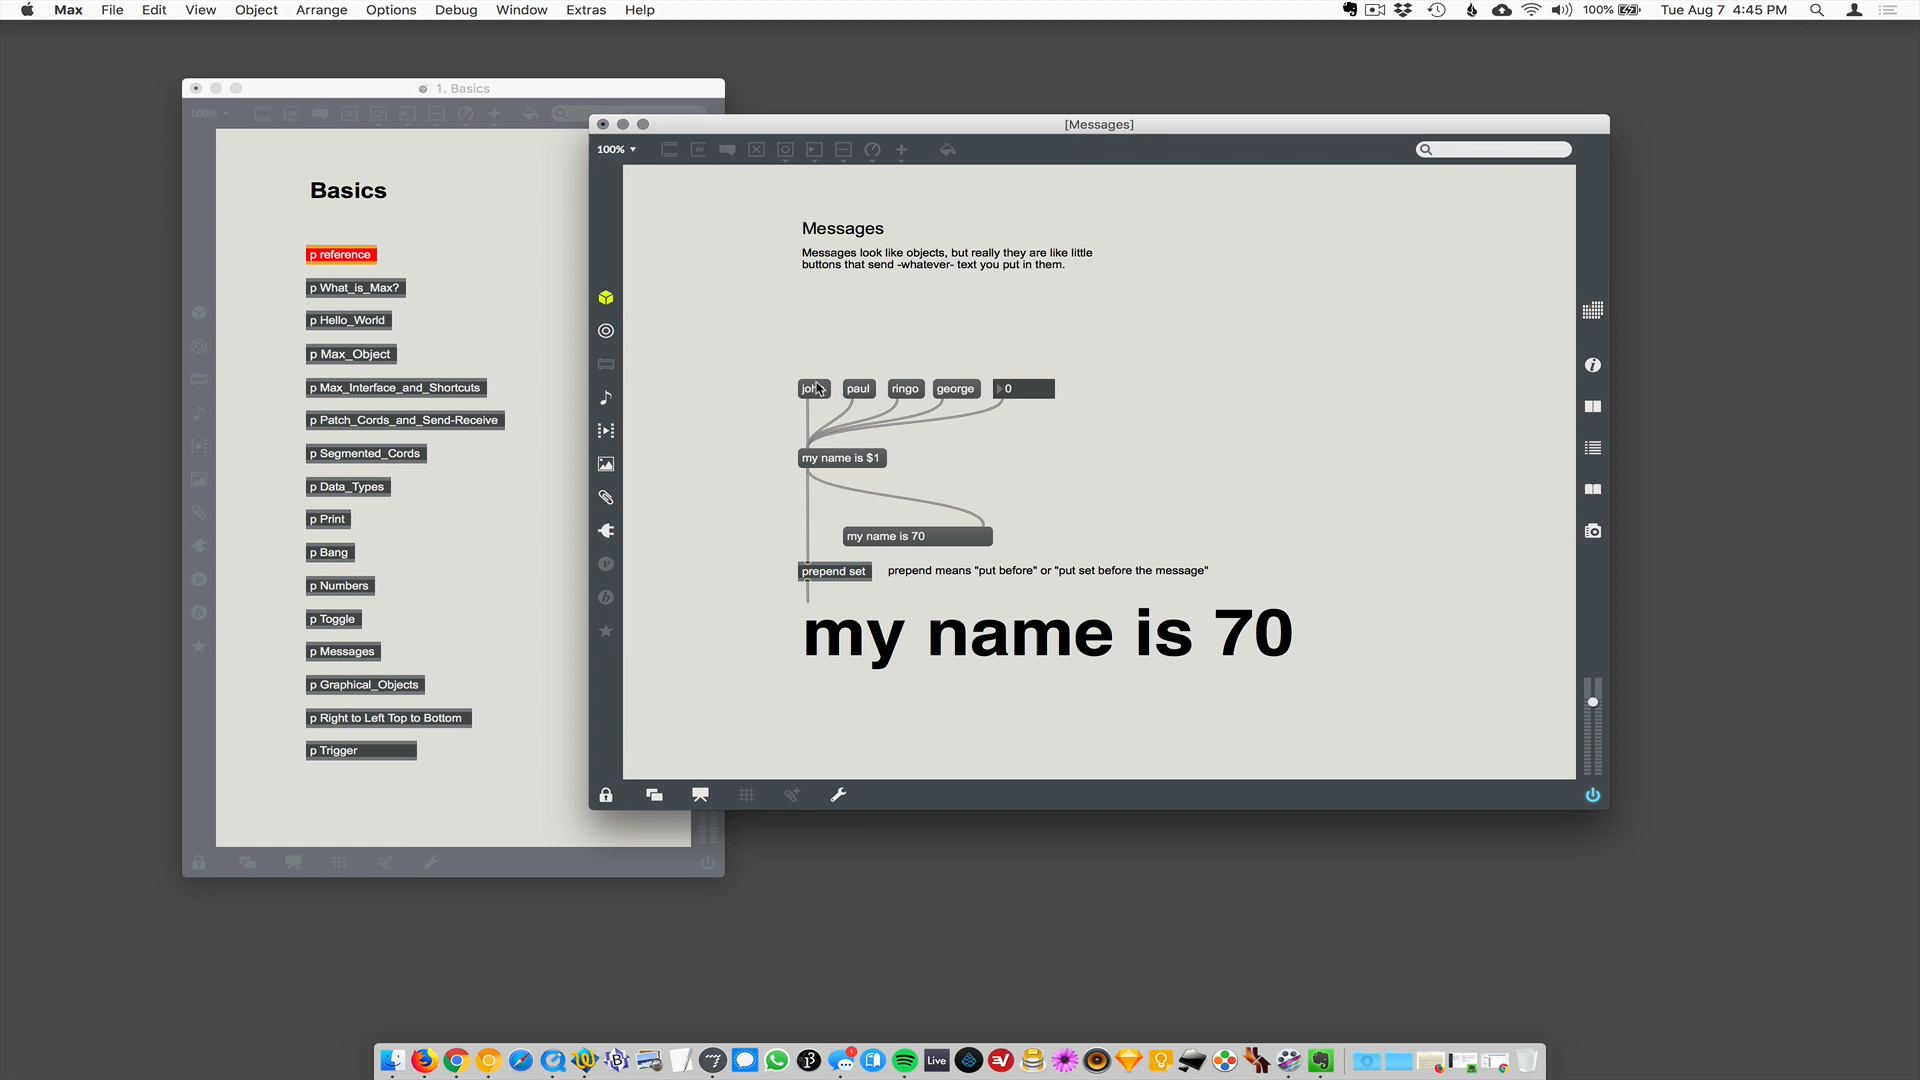 Max File Edit View Object Arrange Options Debug Window Extras Help 100% Tue Aug 7 4:45 PM
1. Basics
100%
Basics
p reference
p What_is_Max?
p Hello_World
p Max_Object
p Max_Interface_and_Shortcuts
p Patch_Cords_and_Send-Receive
p Segmented_Cords
p Data_Types
p Print
p Bang
p Numbers
p Toggle
p Messages
p Graphical_Objects
p Right to Left Top to Bottom
p Trigger
[Messages]
100%
Messages
Messages look like objects, but really they are like little
buttons that send -whatever- text you put in them.
paul ringo george 0
my name is $1
my name is 70
prepend set prepend means "put before" or "put set before the message"
my name is 70
Live